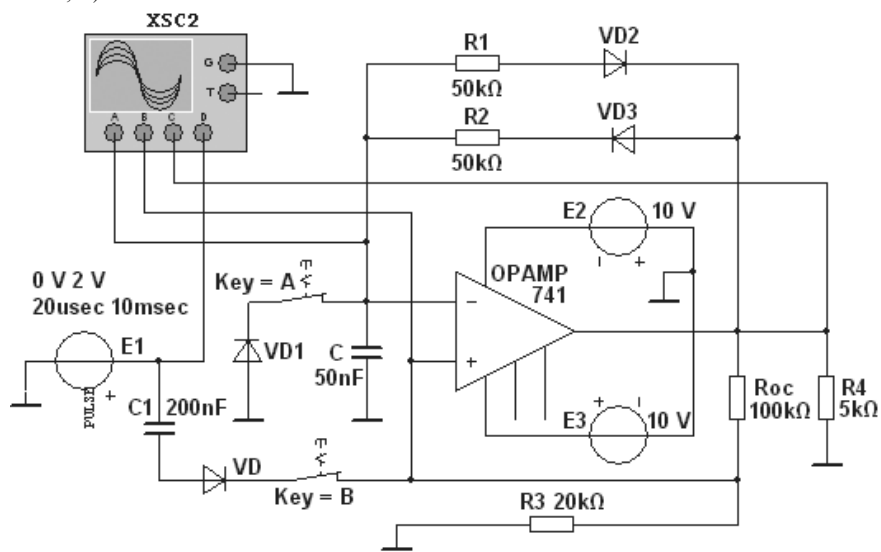 XSC2
G
T
A B C D
R1
50kΩ
VD2
R2
50kΩ
VD3
E2 10 V
0 V 2 V
20usec 10msec
Key = A
OPAMP
741
E1
VD1
C
50nF
PULSE
C1 200nF
E3 10 V
Roc
100kΩ
R4
5kΩ
VD
Key = B
R3 20kΩ